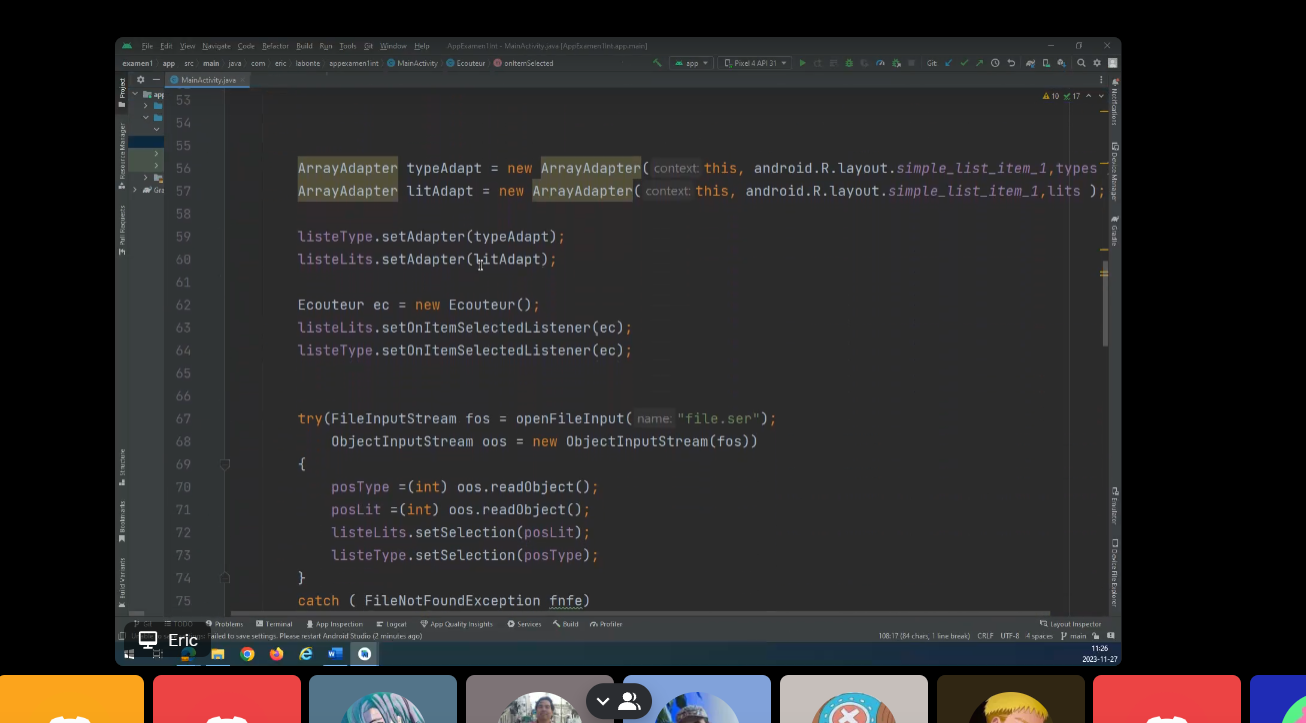 File Edit View Navigate Code Refactor Build Run Tools Git Window Help AppExamen1Int - MainActivity.java [AppExamen1Int.app.main]
examen1 app src main java com eric labonte appexamen1int MainActivity Ecouteur onItemSelected app Pixel 4 API 31 Git:
Project
MainActivity.java
app
Gra
Resource Manager
Pull Requests
Structure
Bookmarks
Build Variants
10 17
53
54
55
56 ArrayAdapter typeAdapt = new ArrayAdapter( context: this, android.R.layout.simple_list_item_1,types
57 ArrayAdapter litAdapt = new ArrayAdapter( context: this, android.R.layout.simple_list_item_1,lits );
58
59 listeType.setAdapter(typeAdapt);
60 listeLits.setAdapter(litAdapt);
61
62 Ecouteur ec = new Ecouteur();
63 listeLits.setOnItemSelectedListener(ec);
64 listeType.setOnItemSelectedListener(ec);
65
66
67 try(FileInputStream fos = openFileInput( name: "file.ser");
68 ObjectInputStream oos = new ObjectInputStream(fos))
69 {
70 posType =(int) oos.readObject();
71 posLit =(int) oos.readObject();
72 listeLits.setSelection(posLit);
73 listeType.setSelection(posType);
74 }
75 catch ( FileNotFoundException fnfe)
Notifications
Device Manager
Gradle
Emulator
Device File Explorer
Git TODO Problems Terminal App Inspection Logcat App Quality Insights Services Build Profiler Layout Inspector
Failed to save settings. Please restart Android Studio (2 minutes ago) 108:17 (84 chars, 1 line break) CRLF UTF-8 4 spaces main
Eric
11:26
2023-11-27